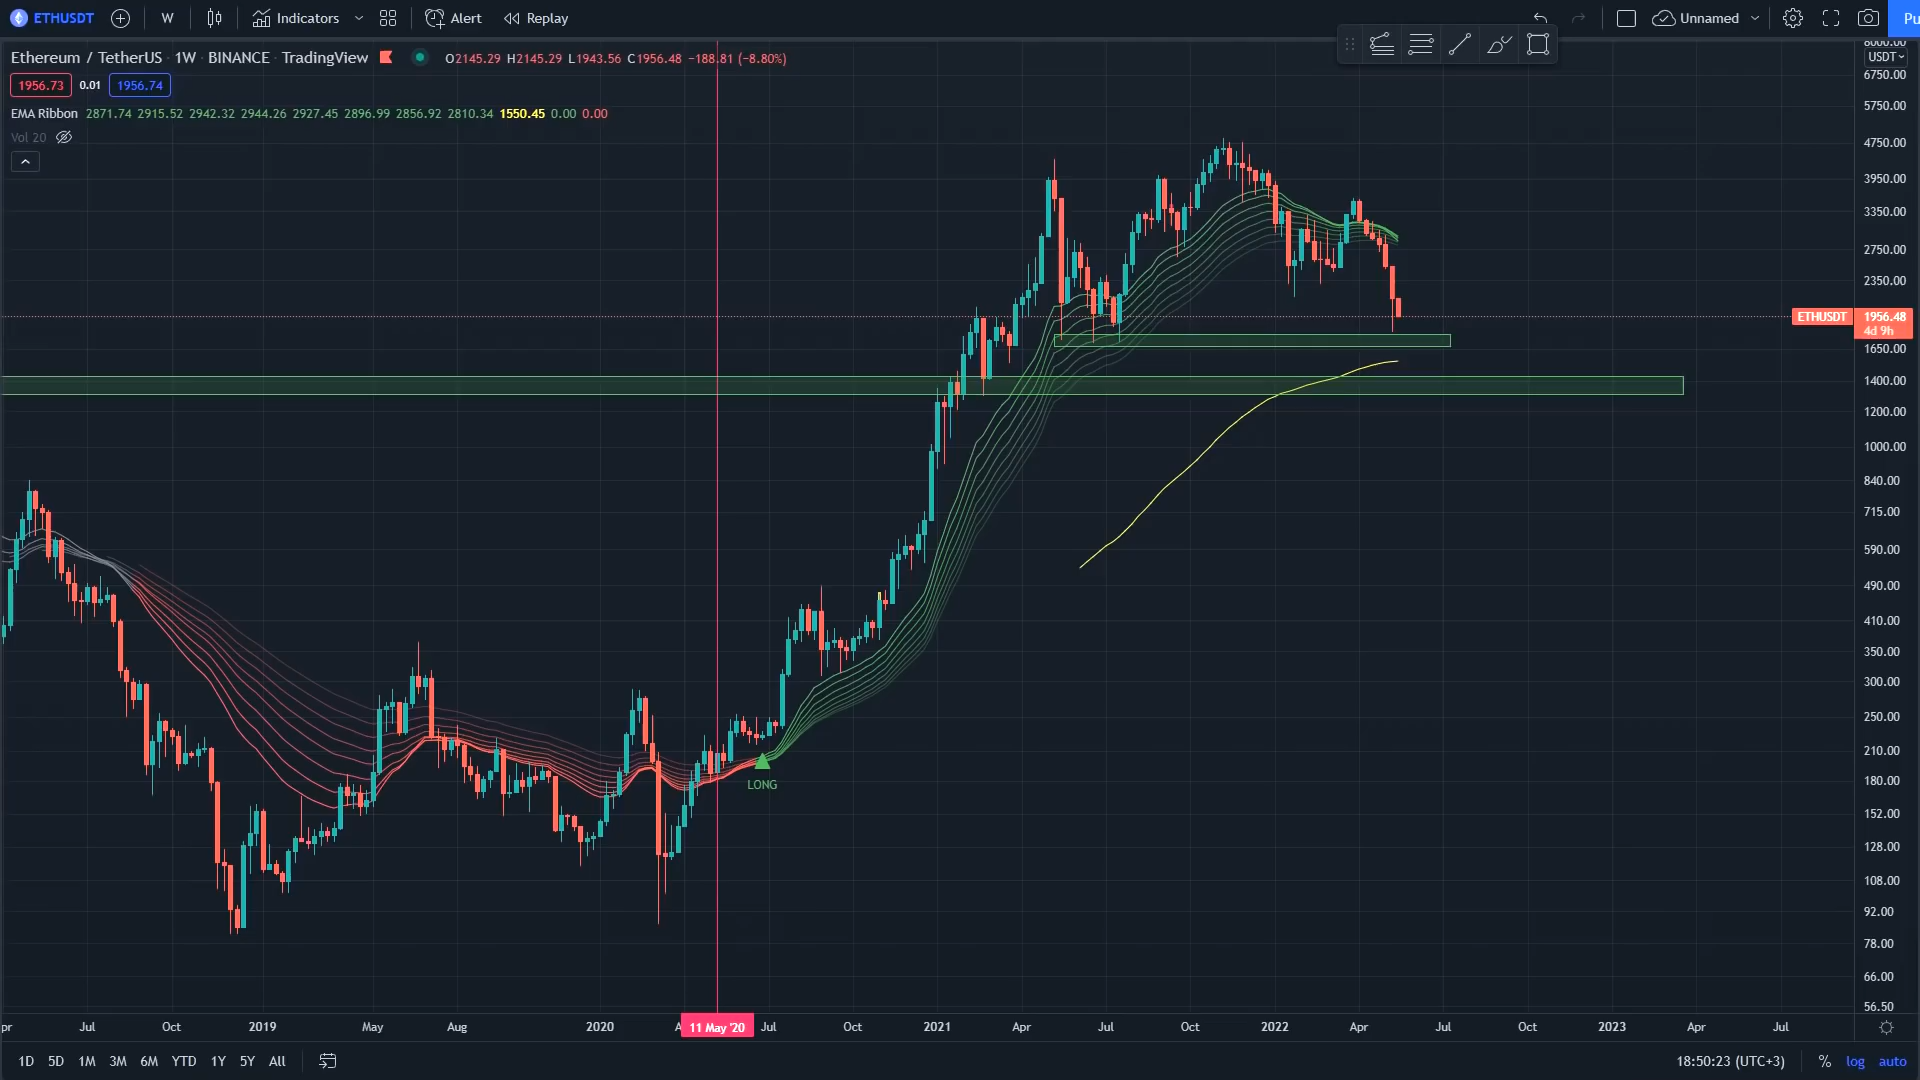 ETHUSDT W Indicators Alert Replay Unnamed Pu
Ethereum / TetherUS · 1W · BINANCE · TradingView O2145.29 H2145.29 L1943.56 C1956.48 −188.81 (−8.80%)
1956.73 0.01 1956.74
EMA Ribbon 2871.74 2915.52 2942.32 2944.26 2927.45 2896.99 2856.92 2810.34 1550.45 0.00 0.00
Vol 20
8000.00
USDT
6750.00
5750.00
4750.00
3950.00
3350.00
2750.00
2350.00
ETHUSDT 1956.48
4d 9h
1650.00
1400.00
1200.00
1000.00
840.00
715.00
590.00
490.00
410.00
350.00
300.00
250.00
210.00
180.00
LONG
152.00
128.00
108.00
92.00
78.00
66.00
56.50
pr Jul Oct 2019 May Aug 2020 A 11 May '20 Jul Oct 2021 Apr Jul Oct 2022 Apr Jul Oct 2023 Apr Jul
1D 5D 1M 3M 6M YTD 1Y 5Y All 18:50:23 (UTC+3) % log auto